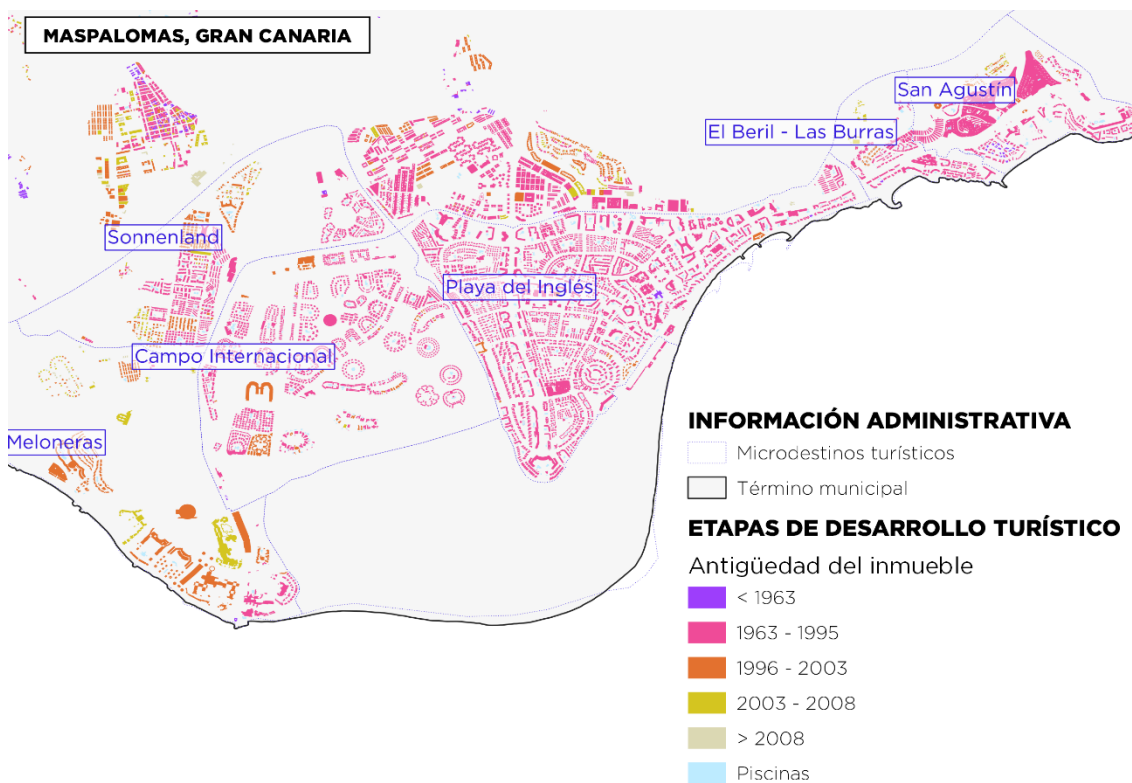 MASPALOMAS, GRAN CANARIA
San Agustín
El Beril - Las Burras
Sonnenland
Playa del Inglés
Campo Internacional
Meloneras
INFORMACIÓN ADMINISTRATIVA
Microdestinos turísticos
Término municipal
ETAPAS DE DESARROLLO TURÍSTICO
Antigüedad del inmueble
< 1963
1963 - 1995
1996 - 2003
2003 - 2008
> 2008
Piscinas